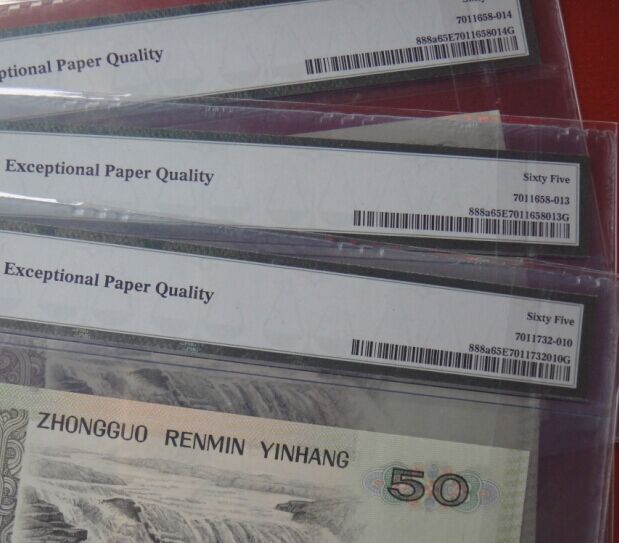 7011658-014
888a65E7011658014G
Paper Quality
Sixty Five
7011658-013
888a65E7011658013G
Exceptional Paper Quality
Sixty Five
7011732-010
888a65E7011732010G
Exceptional Paper Quality
ZHONGGUO RENMIN YINHANG
50